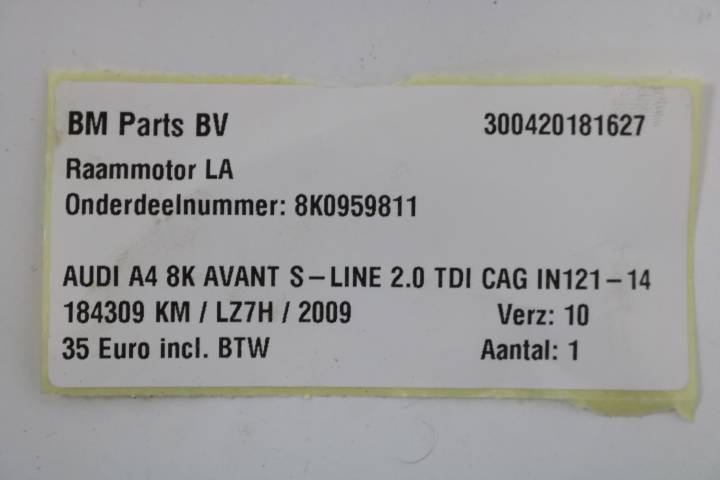 BM Parts BV 300420181627
Raammotor LA
Onderdeelnummer: 8K0959811
AUDI A4 8K AVANT S-LINE 2.0 TDI CAG IN121-14
184309 KM / LZ7H / 2009 Verz: 10
35 Euro incl. BTW Aantal: 1